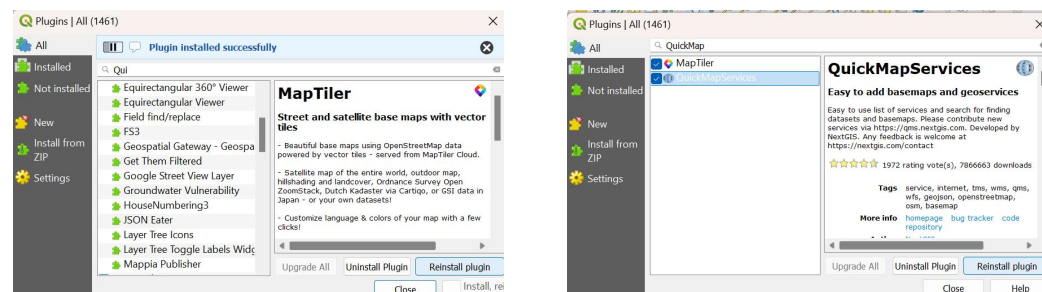 Plugins | All (1461)
All
Installed
Not installed
New
Install from
ZIP
Settings
Plugin installed successfully
Qui
Equirectangular 360° Viewer
Equirectangular Viewer
Field find/replace
FS3
Geospatial Gateway - Geospa
Get Them Filtered
Google Street View Layer
Groundwater Vulnerability
HouseNumbering3
JSON Eater
Layer Tree Icons
Layer Tree Toggle Labels Widg
Mappia Publisher
MapTiler
Street and satellite base maps with vector
tiles
- Beautiful base maps using OpenStreetMap data
powered by vector tiles - served from MapTiler Cloud.
- Satellite map of the entire world, outdoor map,
hillshading and landcover, Ordnance Survey Open
ZoomStack, Dutch Kadaster via Cartiqo, or GSI data in
Japan - or your own datasets!
- Customize language & colors of your map with a few
clicks!
Upgrade All Uninstall Plugin Reinstall plugin
Close Install, rei
Plugins | All (1461)
All
Installed
Not installed
New
Install from
ZIP
Settings
QuickMap
MapTiler
QuickMapServices
QuickMapServices
Easy to add basemaps and geoservices
Easy to use list of services and search for finding
datasets and basemaps. Please contribute new
services via https://qms.nextgis.com. Developed by
NextGIS. Any feedback is welcome at
https://nextgis.com/contact
1972 rating vote(s), 7866663 downloads
Tags service, internet, tms, wms, qms,
wfs, geojson, openstreetmap,
osm, basemap
More info homepage bug tracker code
repository
Upgrade All Uninstall Plugin Reinstall plugin
Close Help